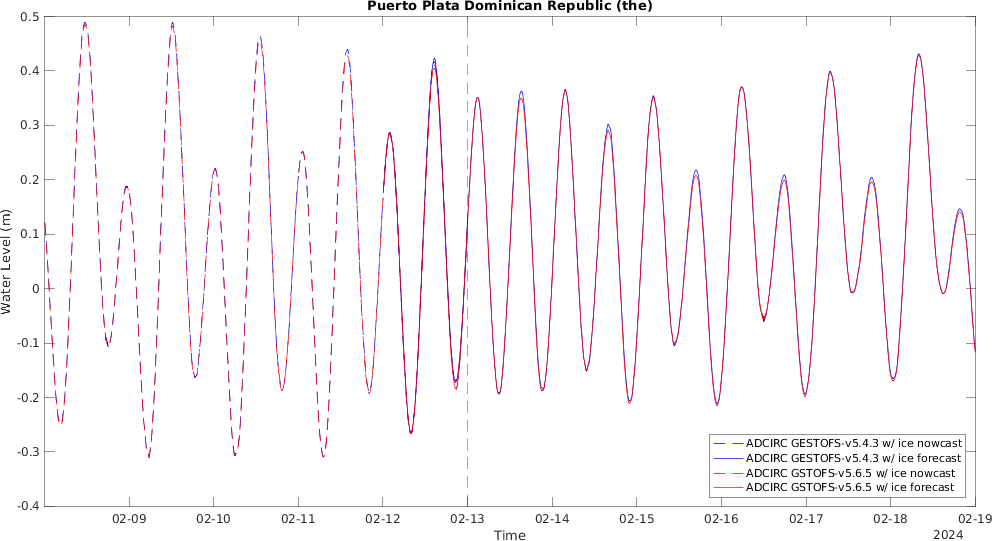 Puerto Plata Dominican Republic (the)
0.5
0.4
0.3
0.2
0.1
0
-0.1
-0.2
-0.3
-0.4
Water Level (m)
ADCIRC GESTOFS-v5.4.3 w/ ice nowcast
ADCIRC GESTOFS-v5.4.3 w/ ice forecast
ADCIRC GSTOFS-v5.6.5 w/ ice nowcast
ADCIRC GSTOFS-v5.6.5 w/ ice forecast
02-09 02-10 02-11 02-12 02-13 02-14 02-15 02-16 02-17 02-18 02-19
Time
2024